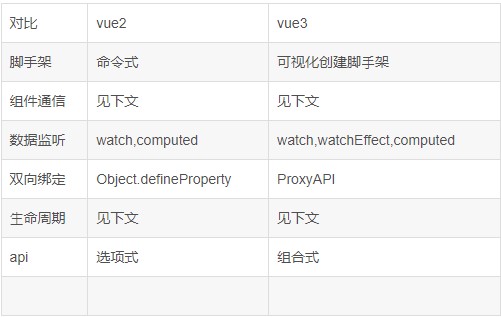 对比 vue2 vue3
脚手架 命令式 可视化创建脚手架
组件通信 见下文 见下文
数据监听 watch,computed watch,watchEffect,computed
双向绑定 Object.defineProperty ProxyAPI
生命周期 见下文 见下文
api 选项式 组合式